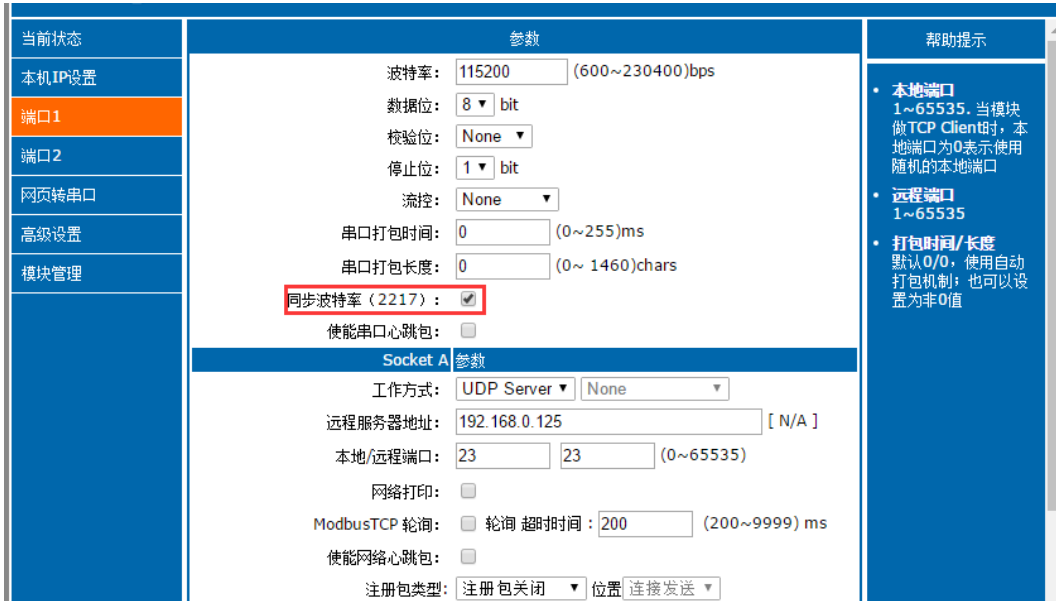 当前状态
本机IP设置
端口1
端口2
网页转串口
高级设置
模块管理
参数
波特率: 115200 (600~230400)bps
数据位: 8 bit
校验位: None
停止位: 1 bit
流控: None
串口打包时间: 0 (0~255)ms
串口打包长度: 0 (0~ 1460)chars
同步波特率（2217）:
使能串口心跳包:
Socket A 参数
工作方式: UDP Server None
远程服务器地址: 192.168.0.125 [ N/A ]
本地/远程端口: 23 23 (0~65535)
网络打印:
ModbusTCP 轮询: 轮询 超时时间 : 200 (200~9999) ms
使能网络心跳包:
注册包类型: 注册包关闭 位置 连接发送
帮助提示
• 本地端口
1~65535. 当模块
做TCP Client时，本
地端口为0表示使用
随机的本地端口
• 远程端口
1~65535
• 打包时间/长度
默认0/0，使用自动
打包机制；也可以设
置为非0值